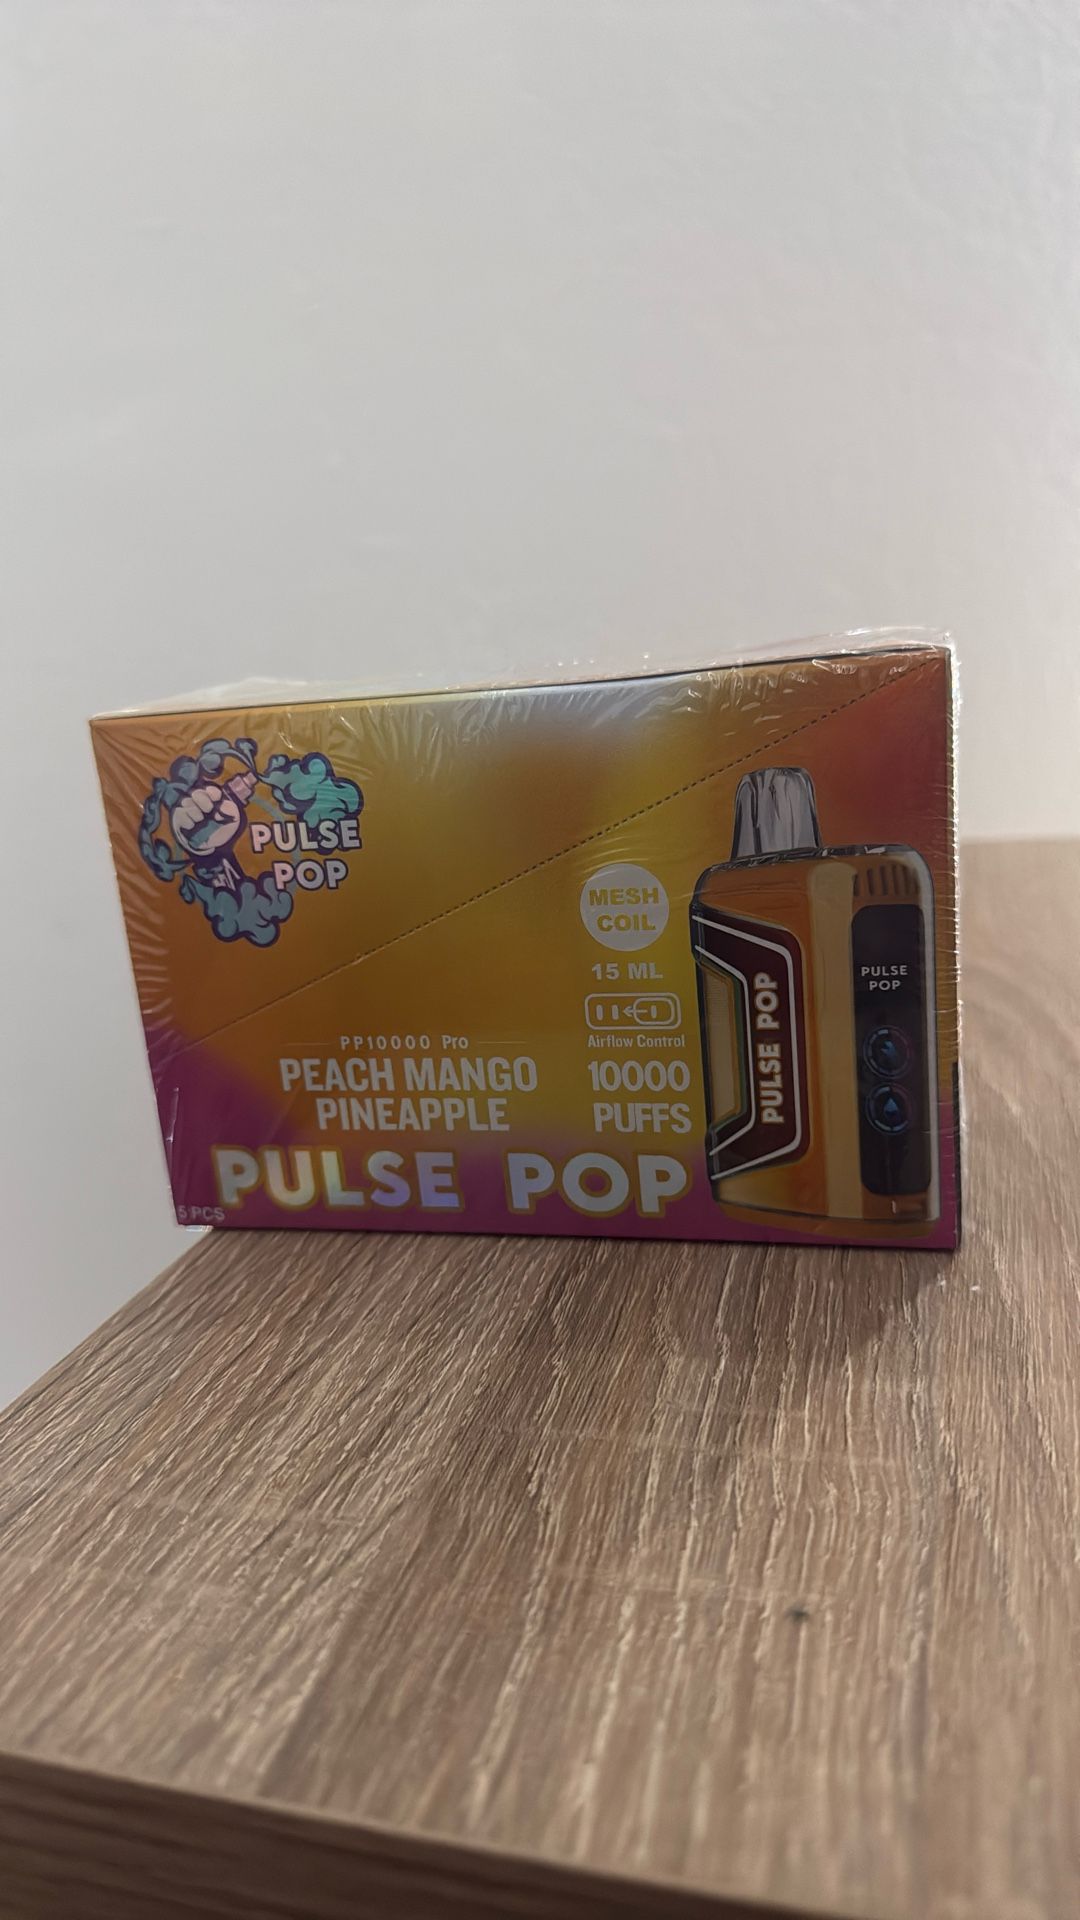 PULSE
POP
MESH
COIL
15 ML
Airflow Control
PP10000 Pro
PEACH MANGO
PINEAPPLE
10000
PUFFS
PULSE POP
5 PCS
PULSE POP
PULSE
POP